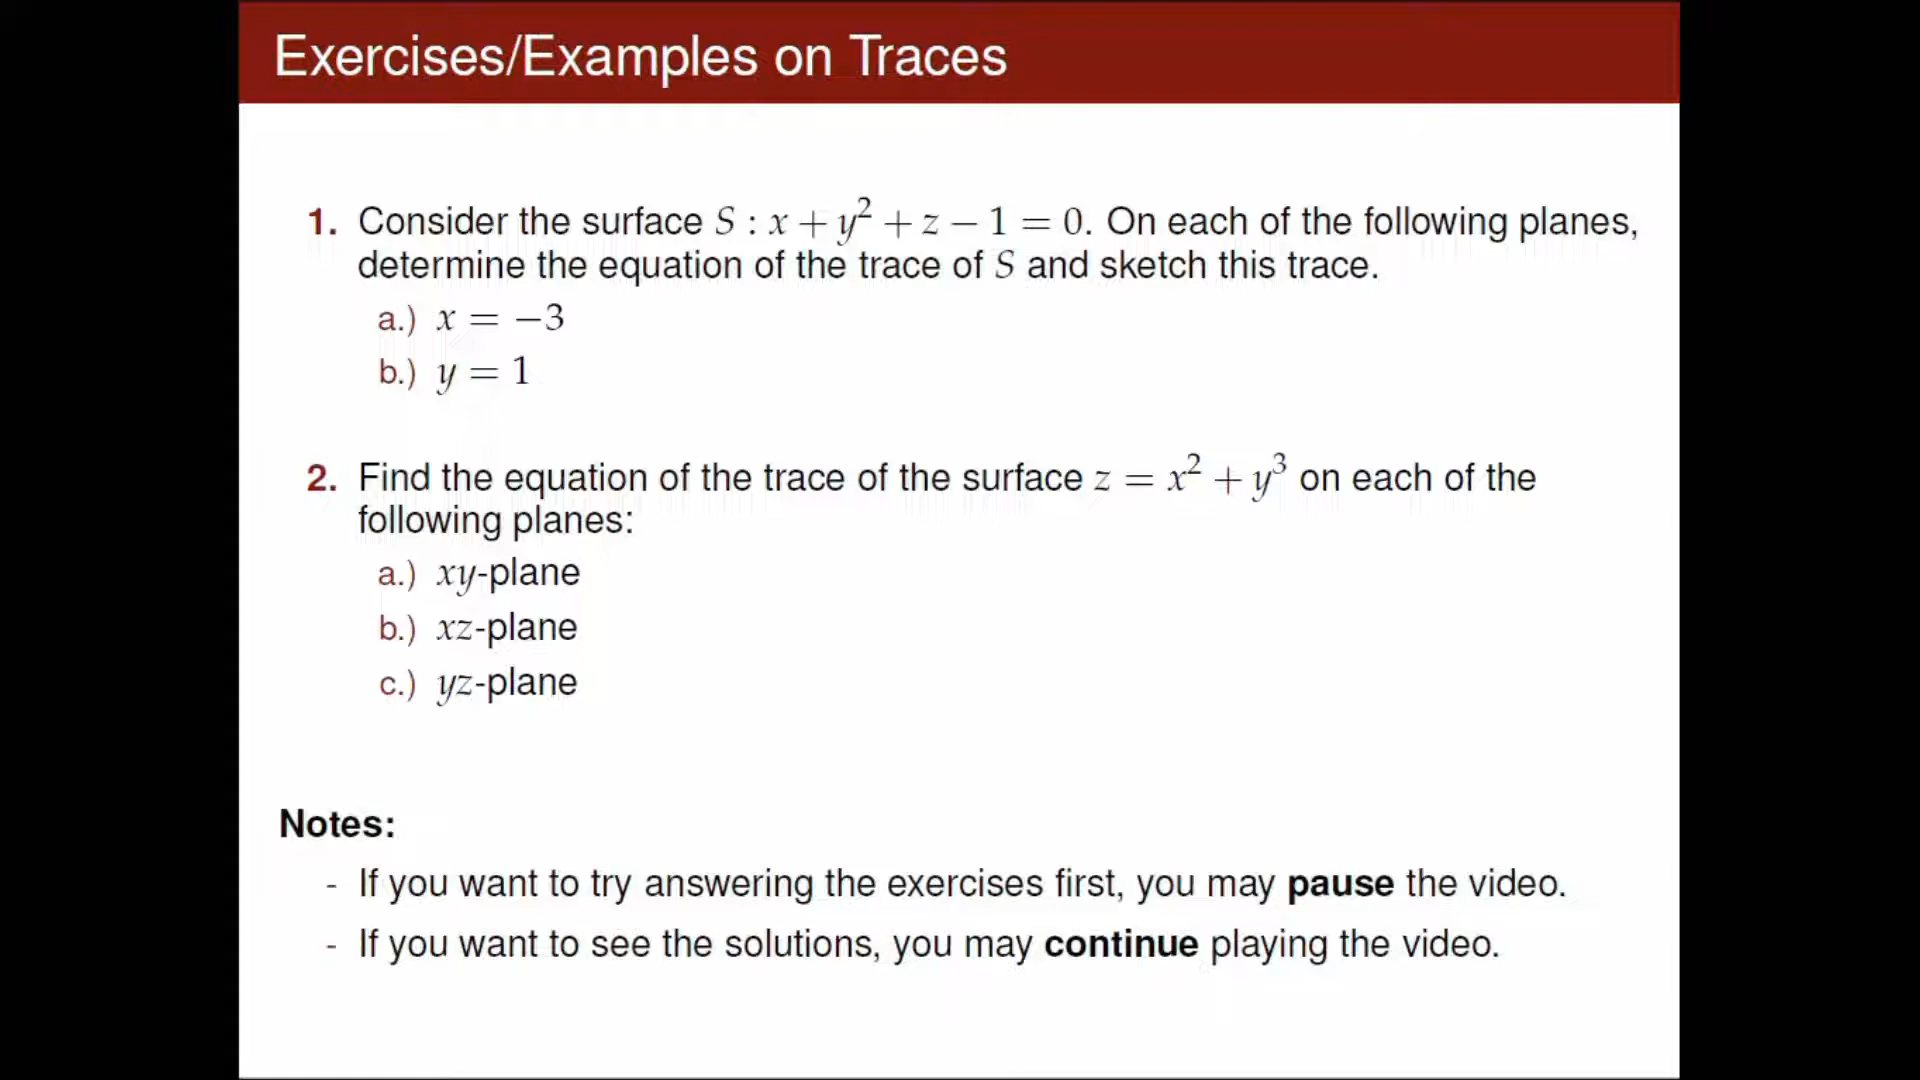 Exercises/Examples on Traces
1. Consider the surface S : x + y² + z − 1 = 0. On each of the following planes,
determine the equation of the trace of S and sketch this trace.
a.) x = −3
b.) y = 1
2. Find the equation of the trace of the surface z = x² + y³ on each of the
following planes:
a.) xy-plane
b.) xz-plane
c.) yz-plane
Notes:
- If you want to try answering the exercises first, you may pause the video.
- If you want to see the solutions, you may continue playing the video.